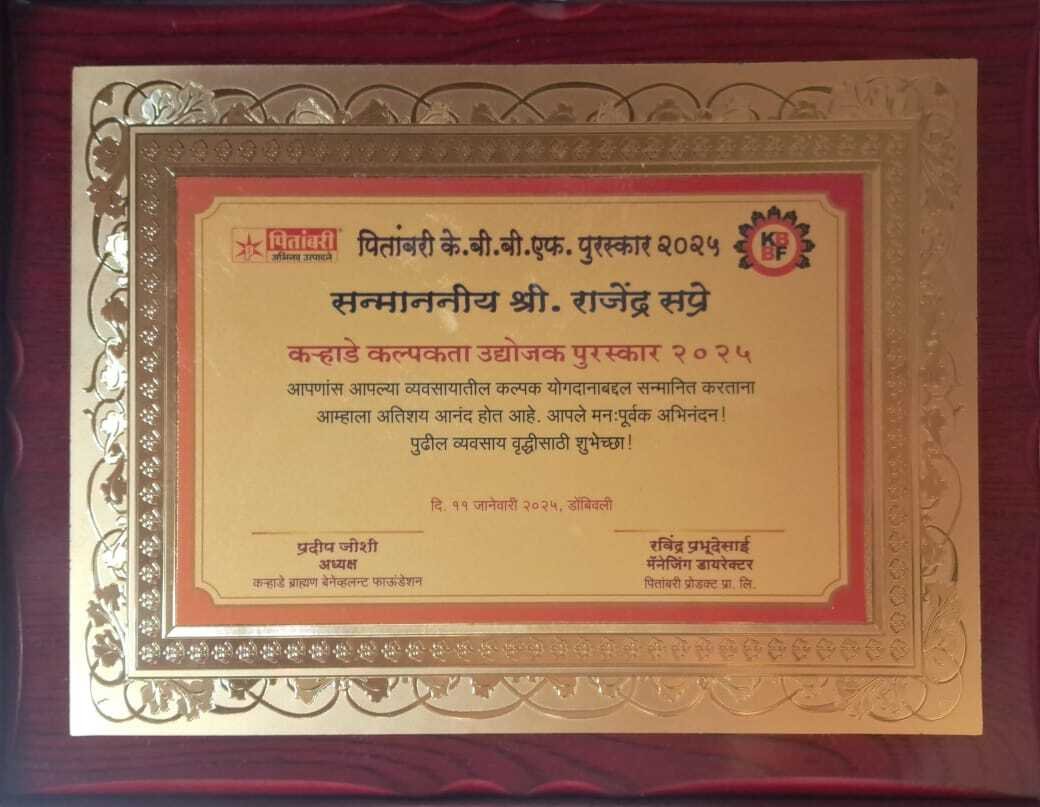 पितांबरी
अभिनव उत्पादने
पितांबरी के.बी.बी.एफ. पुरस्कार २०२५
KB
BF
सन्माननीय श्री. राजेंद्र सप्रे
कऱ्हाडे कल्पकता उद्योजक पुरस्कार २०२५
आपणांस आपल्या व्यवसायातील कल्पक योगदानाबद्दल सन्मानित करताना
आम्हाला अतिशय आनंद होत आहे. आपले मनःपूर्वक अभिनंदन!
पुढील व्यवसाय वृद्धीसाठी शुभेच्छा!
दि. ११ जानेवारी २०२५, डोंबिवली
प्रदीप जोशी
अध्यक्ष
कऱ्हाडे ब्राह्मण बेनेव्हलन्ट फाऊंडेशन
रविंद्र प्रभूदेसाई
मॅनेजिंग डायरेक्टर
पितांबरी प्रोडक्ट प्रा. लि.